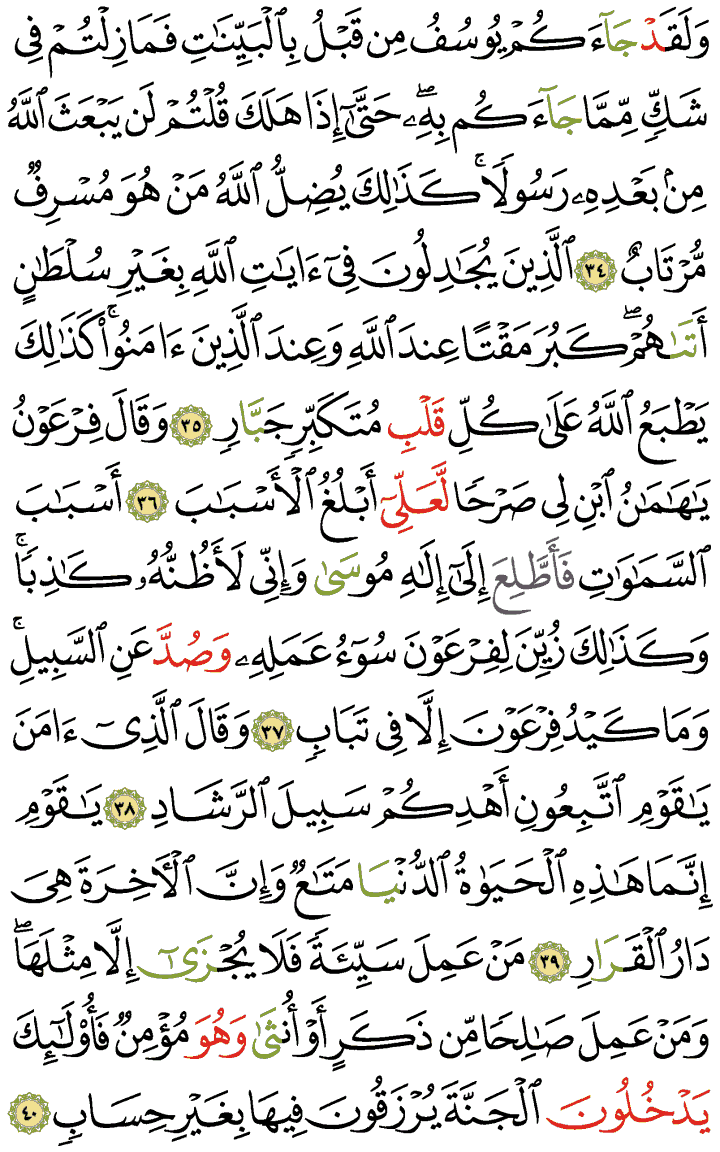 وَلَقَدْ جَآءَكُمْ يُوسُفُ مِن قَبْلُ بِالْبَيِّنَٰتِ فَمَا زِلْتُمْ فِى
شَكٍّ مِّمَّا جَآءَكُم بِهِۦۖ حَتَّىٰٓ إِذَا هَلَكَ قُلْتُمْ لَن يَبْعَثَ ٱللَّهُ
مِنۢ بَعْدِهِۦ رَسُولًاۚ كَذَٰلِكَ يُضِلُّ ٱللَّهُ مَنْ هُوَ مُسْرِفٌ
مُّرْتَابٌ ٣٤ ٱلَّذِينَ يُجَٰدِلُونَ فِىٓ ءَايَٰتِ ٱللَّهِ بِغَيْرِ سُلْطَٰنٍ
أَتَىٰهُمْۖ كَبُرَ مَقْتًا عِندَ ٱللَّهِ وَعِندَ ٱلَّذِينَ ءَامَنُوا۟ۚ كَذَٰلِكَ
يَطْبَعُ ٱللَّهُ عَلَىٰ كُلِّ قَلْبِ مُتَكَبِّرٍ جَبَّارٍ ٣٥ وَقَالَ فِرْعَوْنُ
يَٰهَٰمَٰنُ ٱبْنِ لِى صَرْحًا لَّعَلِّىٓ أَبْلُغُ ٱلْأَسْبَٰبَ ٣٦ أَسْبَٰبَ
ٱلسَّمَٰوَٰتِ فَأَطَّلِعَ إِلَىٰٓ إِلَٰهِ مُوسَىٰ وَإِنِّى لَأَظُنُّهُۥ كَٰذِبًاۚ
وَكَذَٰلِكَ زُيِّنَ لِفِرْعَوْنَ سُوٓءُ عَمَلِهِۦ وَصُدَّ عَنِ ٱلسَّبِيلِۚ
وَمَا كَيْدُ فِرْعَوْنَ إِلَّا فِى تَبَابٍ ٣٧ وَقَالَ ٱلَّذِىٓ ءَامَنَ
يَٰقَوْمِ ٱتَّبِعُونِ أَهْدِكُمْ سَبِيلَ ٱلرَّشَادِ ٣٨ يَٰقَوْمِ
إِنَّمَا هَٰذِهِ ٱلْحَيَوٰةُ ٱلدُّنْيَا مَتَٰعٌ وَإِنَّ ٱلْأَخِرَةَ هِىَ
دَارُ ٱلْقَرَارِ ٣٩ مَنْ عَمِلَ سَيِّئَةً فَلَا يُجْزَىٰٓ إِلَّا مِثْلَهَاۖ
وَمَنْ عَمِلَ صَٰلِحًا مِّن ذَكَرٍ أَوْ أُنثَىٰ وَهُوَ مُؤْمِنٌ فَأُو۟لَٰٓئِكَ
يَدْخُلُونَ ٱلْجَنَّةَ يُرْزَقُونَ فِيهَا بِغَيْرِ حِسَابٍ ٤٠